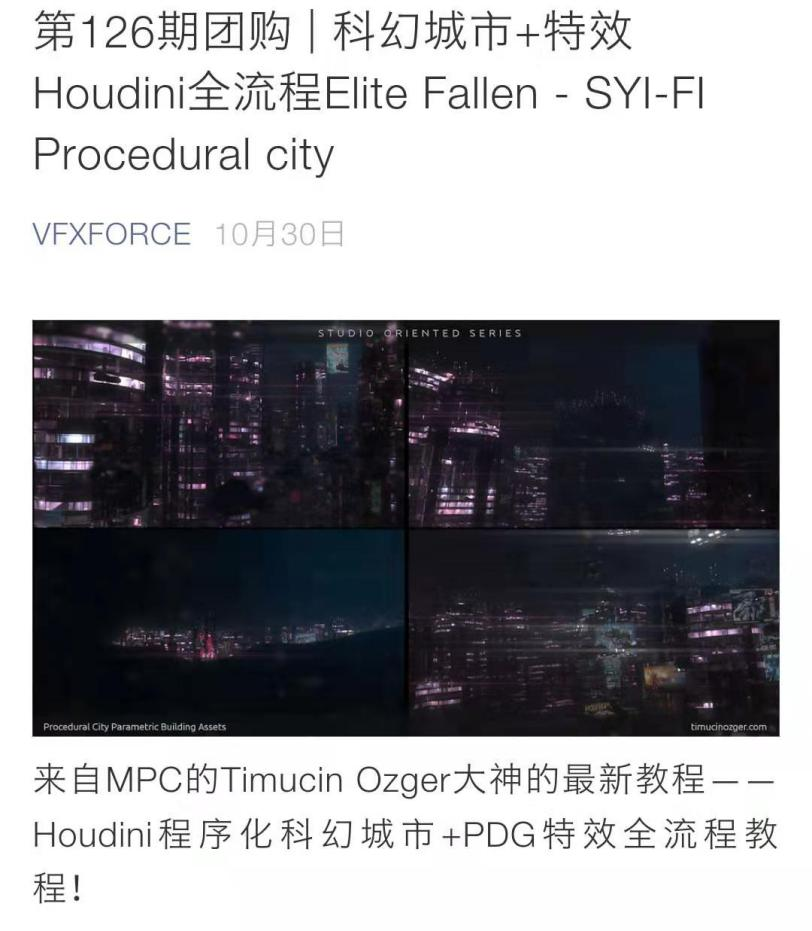 第126期团购 | 科幻城市+特效
Houdini全流程Elite Fallen - SYI-FI
Procedural city
VFXFORCE 10月30日
STUDIO ORIENTED SERIES
Procedural City Parametric Building Assets
timucinozger.com
来自MPC的Timucin Ozger大神的最新教程——
Houdini程序化科幻城市+PDG特效全流程教
程！